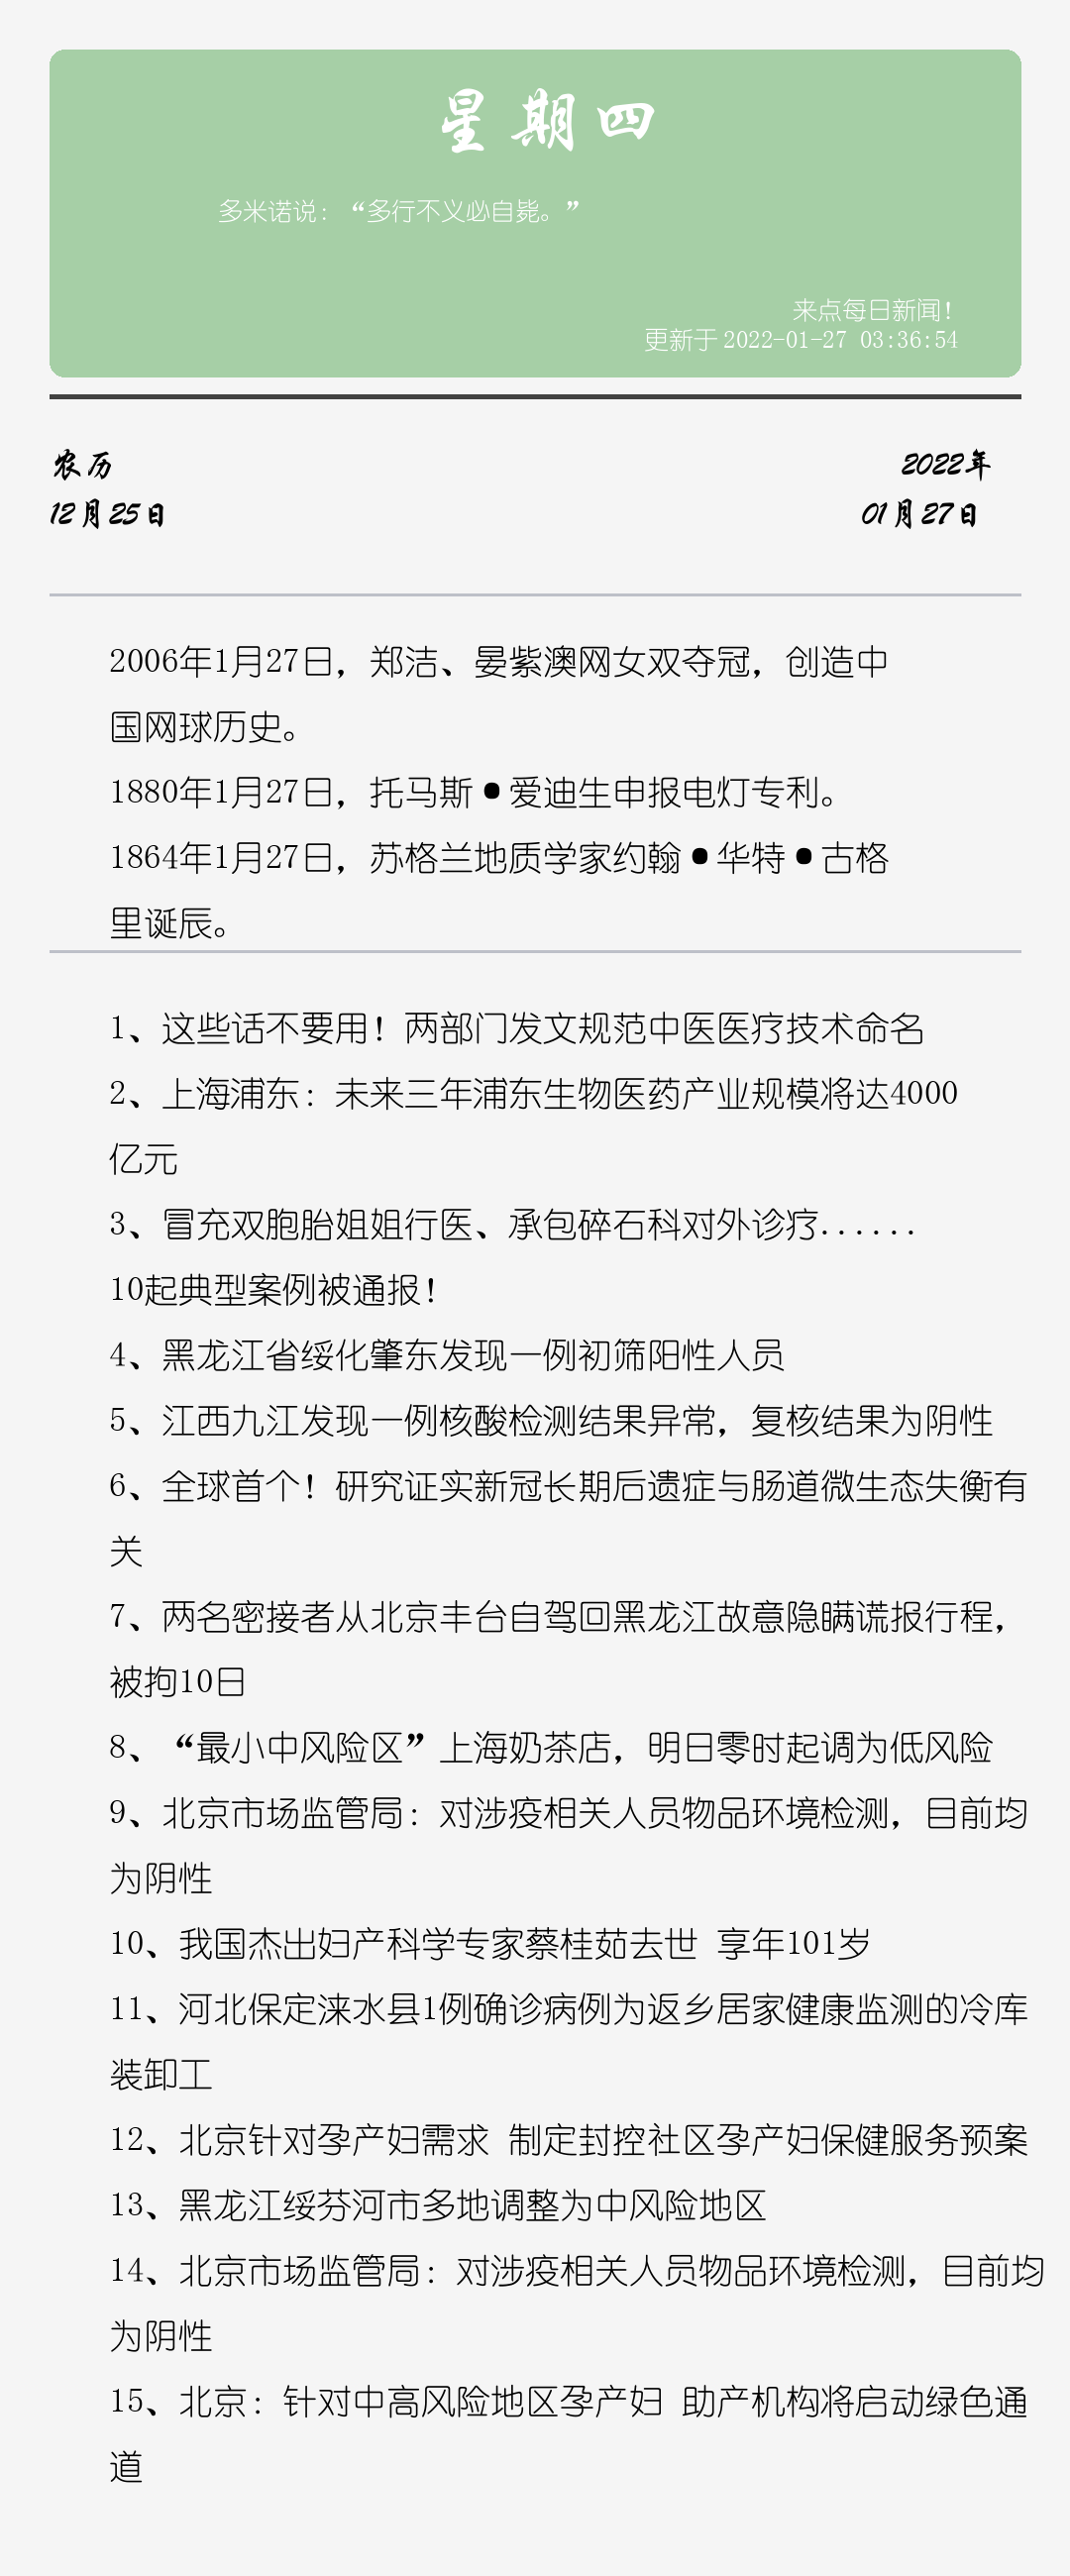 星期四
多米诺说：“多行不义必自毙。”
来点每日新闻！
更新于 2022-01-27 03:36:54
农历
2022年
12月25日
01月27日
2006年1月27日，郑洁、晏紫澳网女双夺冠，创造中
国网球历史。
1880年1月27日，托马斯•爱迪生申报电灯专利。
1864年1月27日，苏格兰地质学家约翰•华特•古格
里诞辰。
1、这些话不要用！两部门发文规范中医医疗技术命名
2、上海浦东：未来三年浦东生物医药产业规模将达4000
亿元
3、冒充双胞胎姐姐行医、承包碎石科对外诊疗......
10起典型案例被通报！
4、黑龙江省绥化肇东发现一例初筛阳性人员
5、江西九江发现一例核酸检测结果异常，复核结果为阴性
6、全球首个！研究证实新冠长期后遗症与肠道微生态失衡有
关
7、两名密接者从北京丰台自驾回黑龙江故意隐瞒谎报行程，
被拘10日
8、“最小中风险区”上海奶茶店，明日零时起调为低风险
9、北京市场监管局：对涉疫相关人员物品环境检测，目前均
为阴性
10、我国杰出妇产科学专家蔡桂茹去世 享年101岁
11、河北保定涞水县1例确诊病例为返乡居家健康监测的冷库
装卸工
12、北京针对孕产妇需求 制定封控社区孕产妇保健服务预案
13、黑龙江绥芬河市多地调整为中风险地区
14、北京市场监管局：对涉疫相关人员物品环境检测，目前均
为阴性
15、北京：针对中高风险地区孕产妇 助产机构将启动绿色通
道